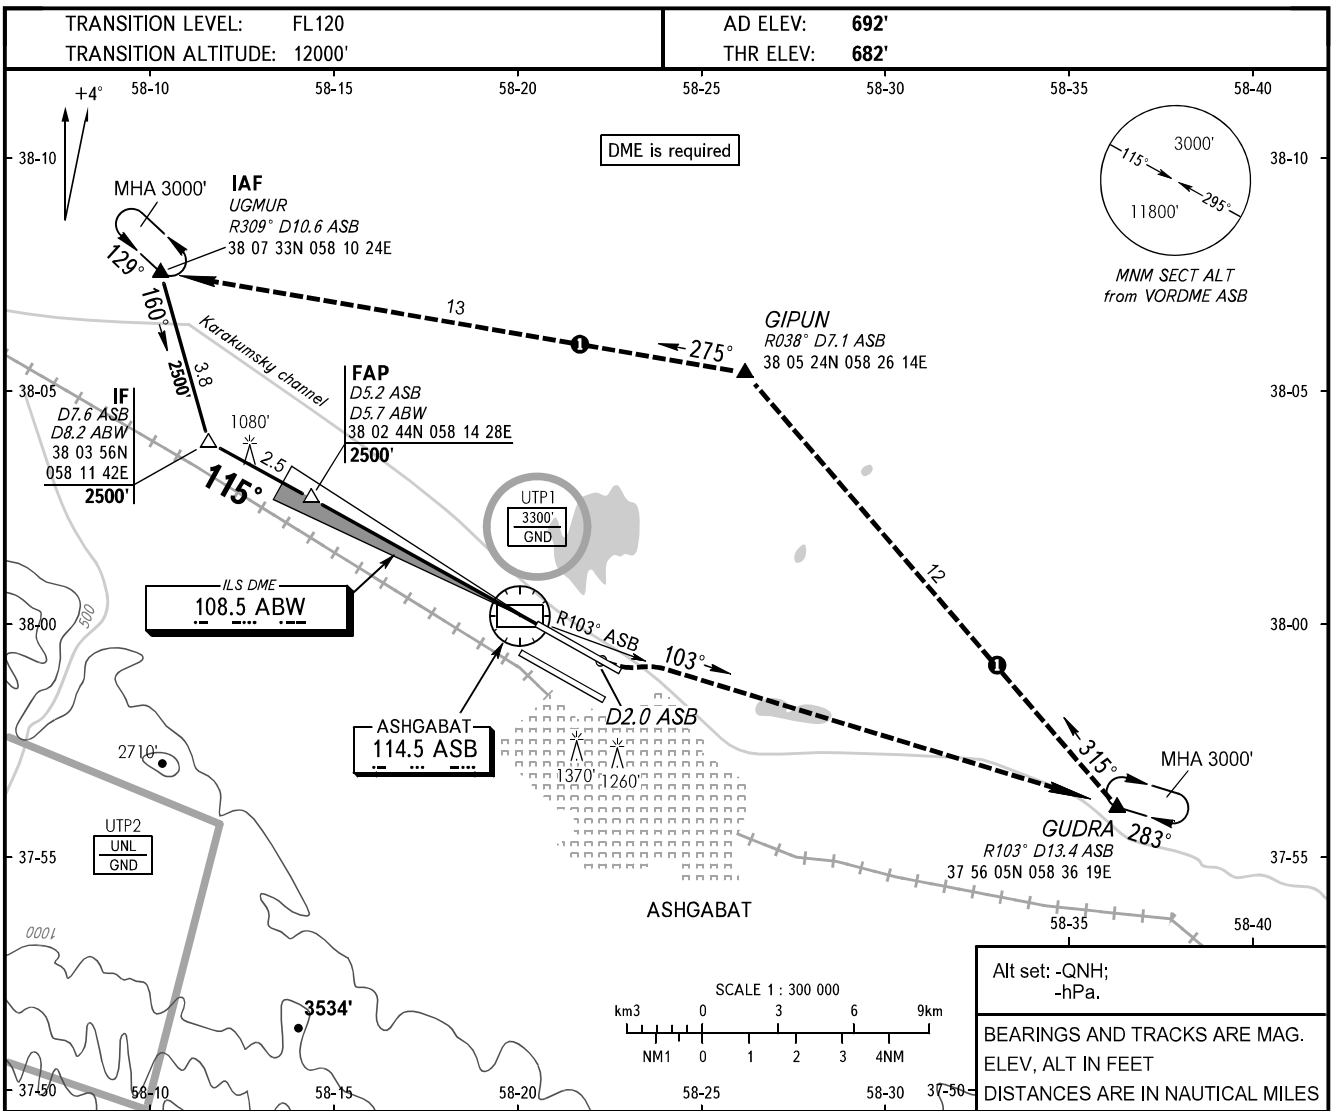 TRANSITION LEVEL: FL120
TRANSITION ALTITUDE: 12000'
AD ELEV: 692'
THR ELEV: 682'
58-10 58-15 58-20 58-25 58-30 58-35 58-40
+4°
38-10
38-10
DME is required
3000'
115°
295°
11800'
MNM SECT ALT
from VORDME ASB
MHA 3000'
IAF
UGMUR
R309° D10.6 ASB
38 07 33N 058 10 24E
129°
160°
2500'
3.8
13
1
275°
GIPUN
R038° D7.1 ASB
38 05 24N 058 26 14E
Karakumsky channel
38-05
38-05
IF
D7.6 ASB
D8.2 ABW
38 03 56N
058 11 42E
2500'
FAP
D5.2 ASB
D5.7 ABW
38 02 44N 058 14 28E
2500'
1080'
2.5
115°
UTP1
3300'
GND
12
1
ILS DME
108.5 ABW
500
38-00
38-00
R103° ASB
103°
D2.0 ASB
ASHGABAT
114.5 ASB
1370'
1260'
2710'
315°
MHA 3000'
283°
GUDRA
R103° D13.4 ASB
37 56 05N 058 36 19E
UTP2
UNL
GND
37-55
37-55
ASHGABAT
58-35
58-40
1000
3534'
SCALE 1 : 300 000
km3 0 3 6 9km
NM1 0 1 2 3 4NM
Alt set: -QNH;
-hPa.
BEARINGS AND TRACKS ARE MAG.
ELEV, ALT IN FEET
DISTANCES ARE IN NAUTICAL MILES
37-50
58-10 58-15 58-20 58-25 58-30
37-50